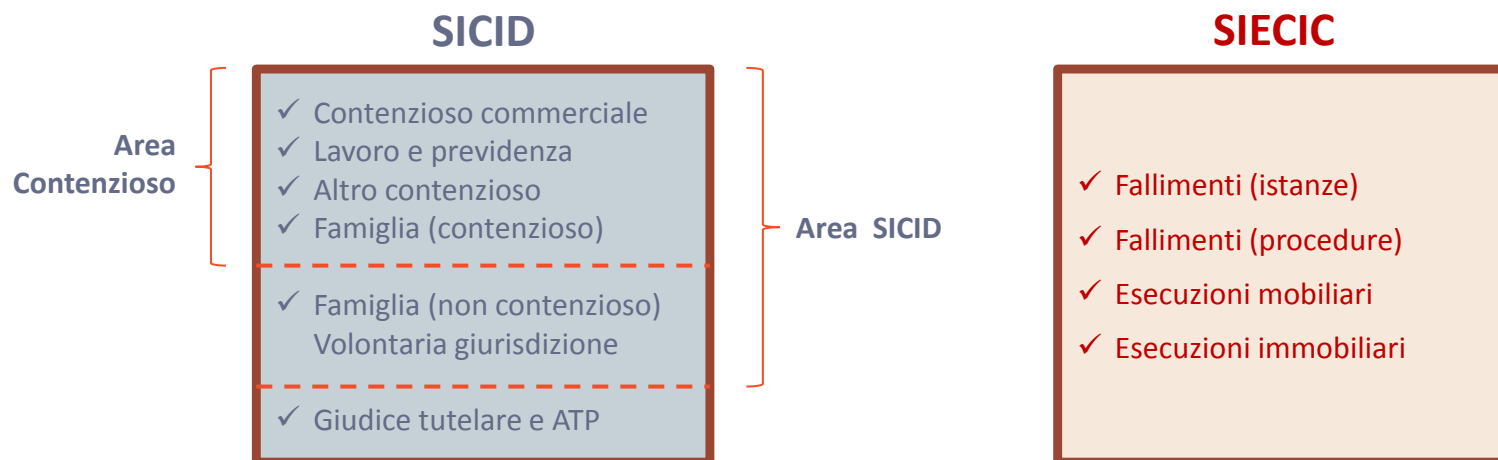 SICID
Area
Contenzioso
✓ Contenzioso commerciale
✓ Lavoro e previdenza
✓ Altro contenzioso
✓ Famiglia (contenzioso)
✓ Famiglia (non contenzioso)
Volontaria giurisdizione
✓ Giudice tutelare e ATP
Area SICID
SIECIC
✓ Fallimenti (istanze)
✓ Fallimenti (procedure)
✓ Esecuzioni mobiliari
✓ Esecuzioni immobiliari